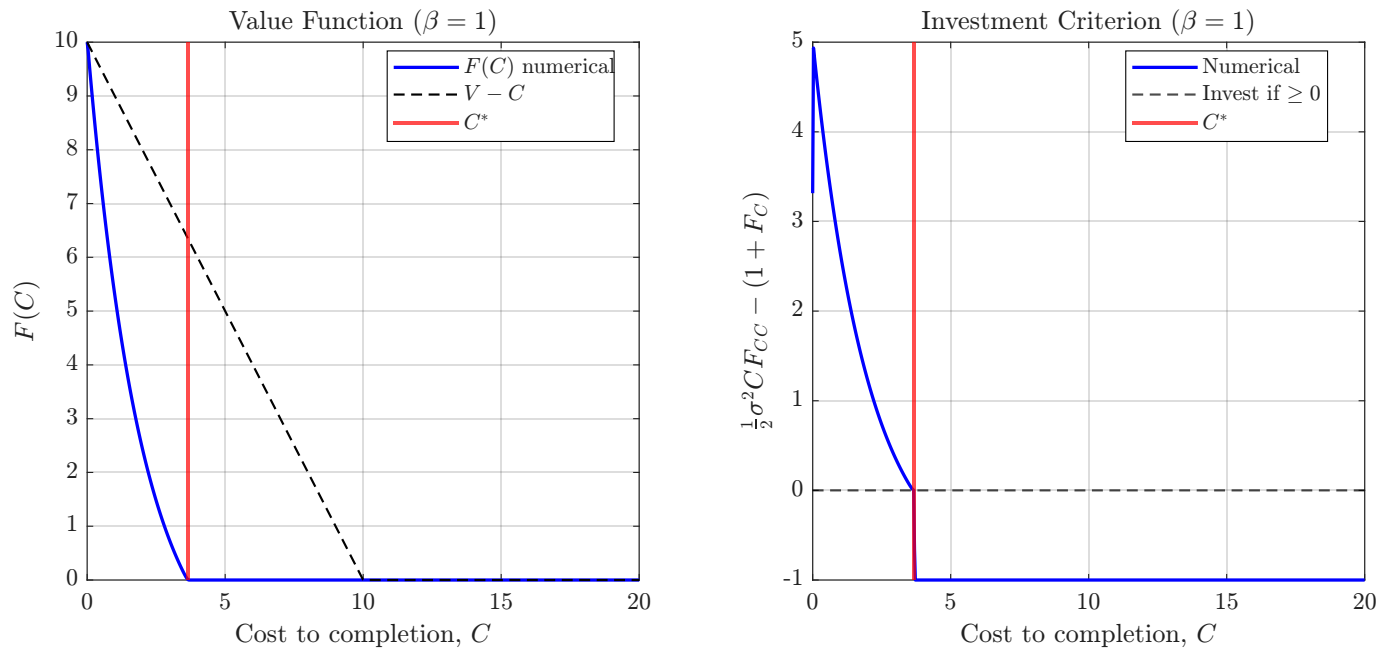 Value Function (β = 1)
F(C)
10
9
8
7
6
5
4
3
2
1
0
0 5 10 15 20
Cost to completion, C
F(C) numerical
V − C
C*
Investment Criterion (β = 1)
½σ²CF_CC − (1 + F_C)
5
4
3
2
1
0
-1
0 5 10 15 20
Cost to completion, C
Numerical
Invest if ≥ 0
C*